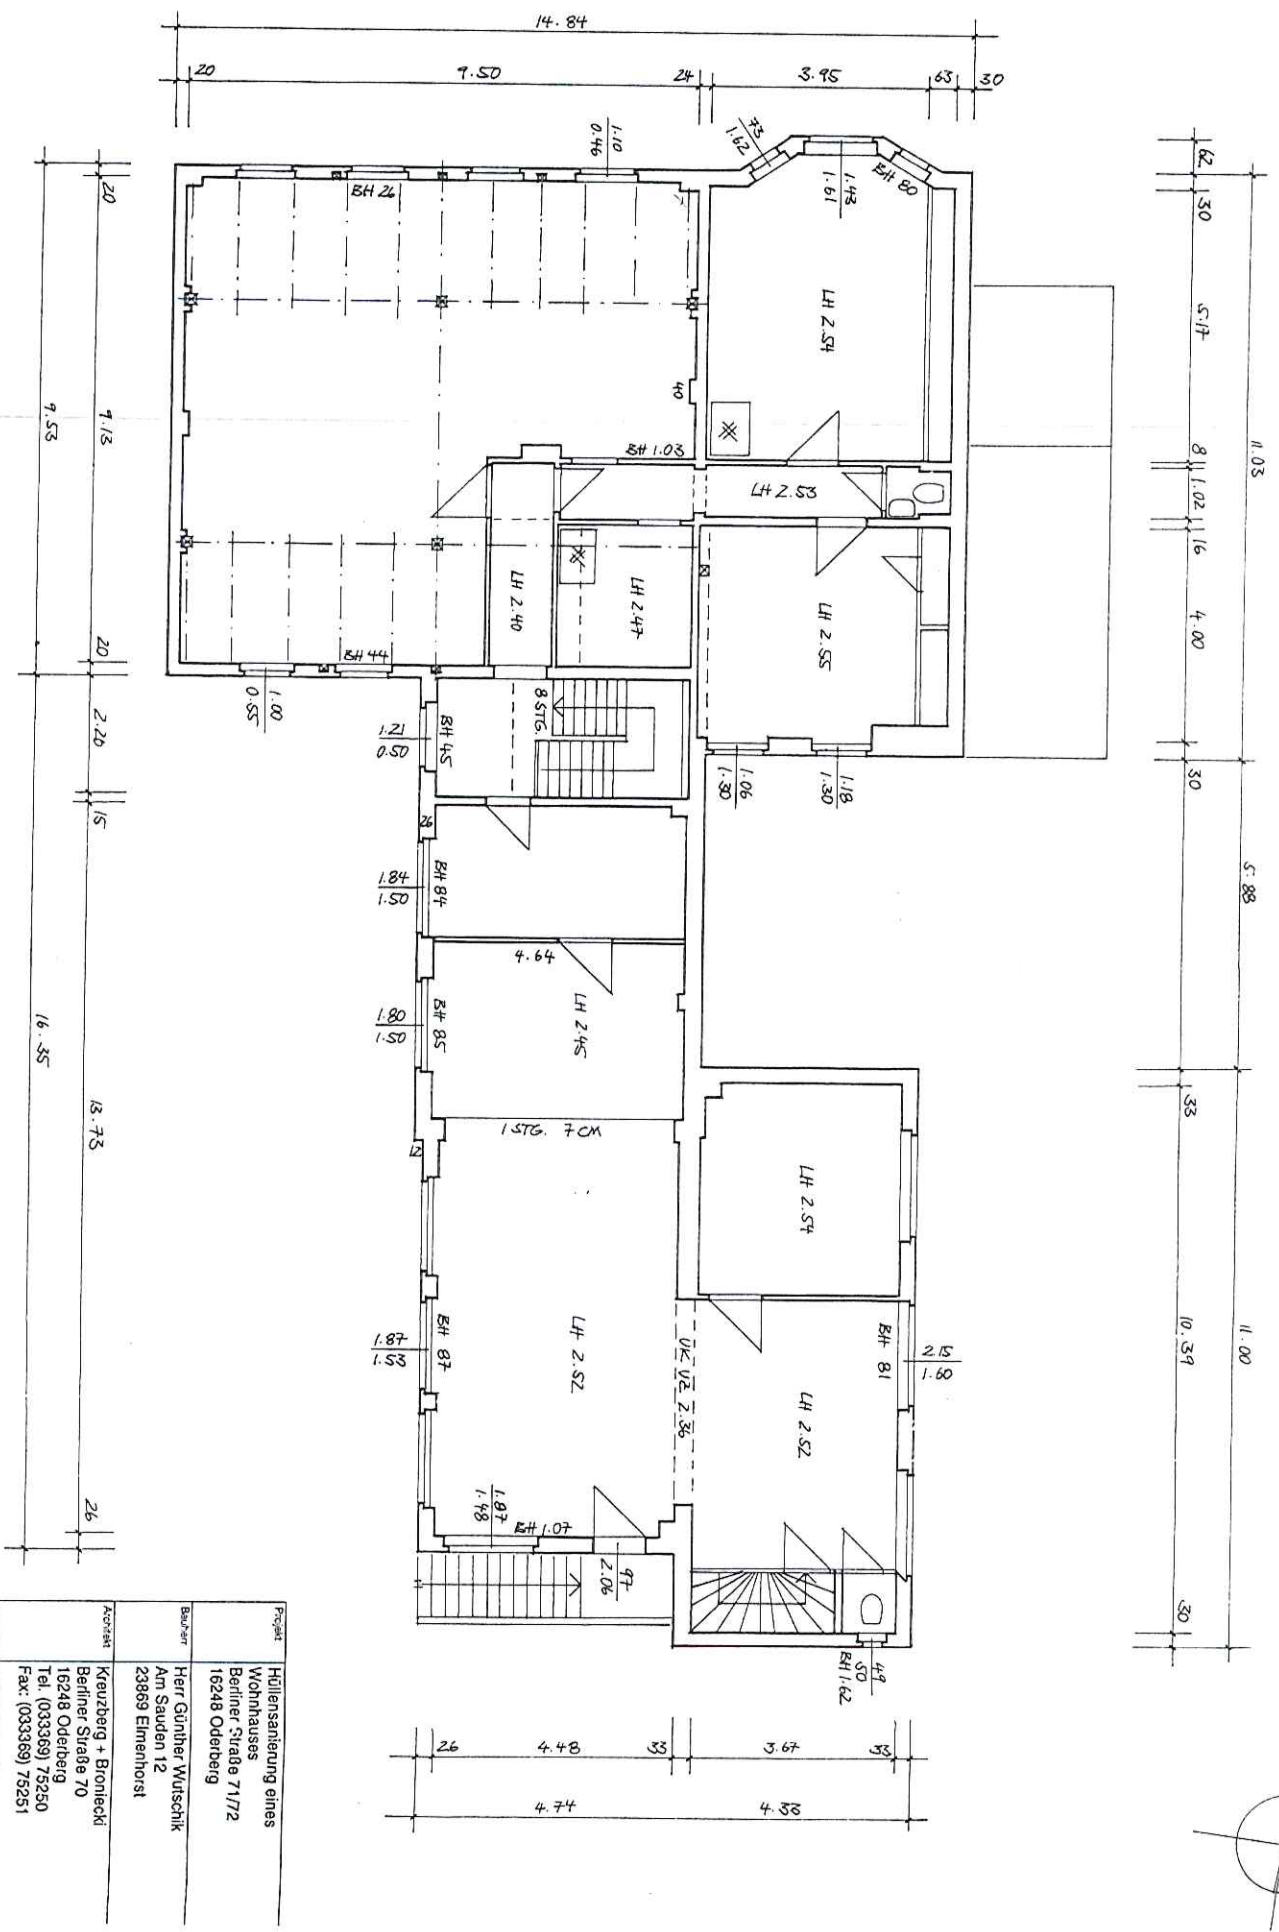 14.84
20
9.50
24
3.95
63
30
62
30
5.17
8
1.02
16
4.00
30
33
10.39
30
11.03
5.88
11.00
20
9.13
20
2.20
15
13.73
26
9.53
16.35
1.10
0.46
73
1.62
1.43
1.61
BH 80
BH 26
LH 2.54
40
BH 1.03
LH 2.53
LH 2.40
LH 2.47
LH 2.55
BH 44
1.00
0.55
8 STG.
BH 45
1.21
0.50
1.06
1.30
1.18
1.30
26
BH 84
1.84
1.50
4.64
LH 2.45
BH 85
1.80
1.50
1 STG. 7 CM
12
LH 2.54
LH 2.52
BH 87
1.87
1.53
UK UZ 2.36
LH 2.52
BH 81
2.15
1.60
1.87
1.48
BH 1.07
97
2.06
49
50
BH 1.62
26
4.48
33
3.67
33
4.74
4.33
Projekt
Hüllensanierung eines
Wohnhauses
Berliner Straße 71/72
16248 Oderberg
Bauherr
Herr Günther Wutschik
Am Sauden 12
23869 Elmenhorst
Architekt
Kreuzberg + Broniecki
Berliner Straße 70
16248 Oderberg
Tel. (033369) 75250
Fax: (033369) 75251